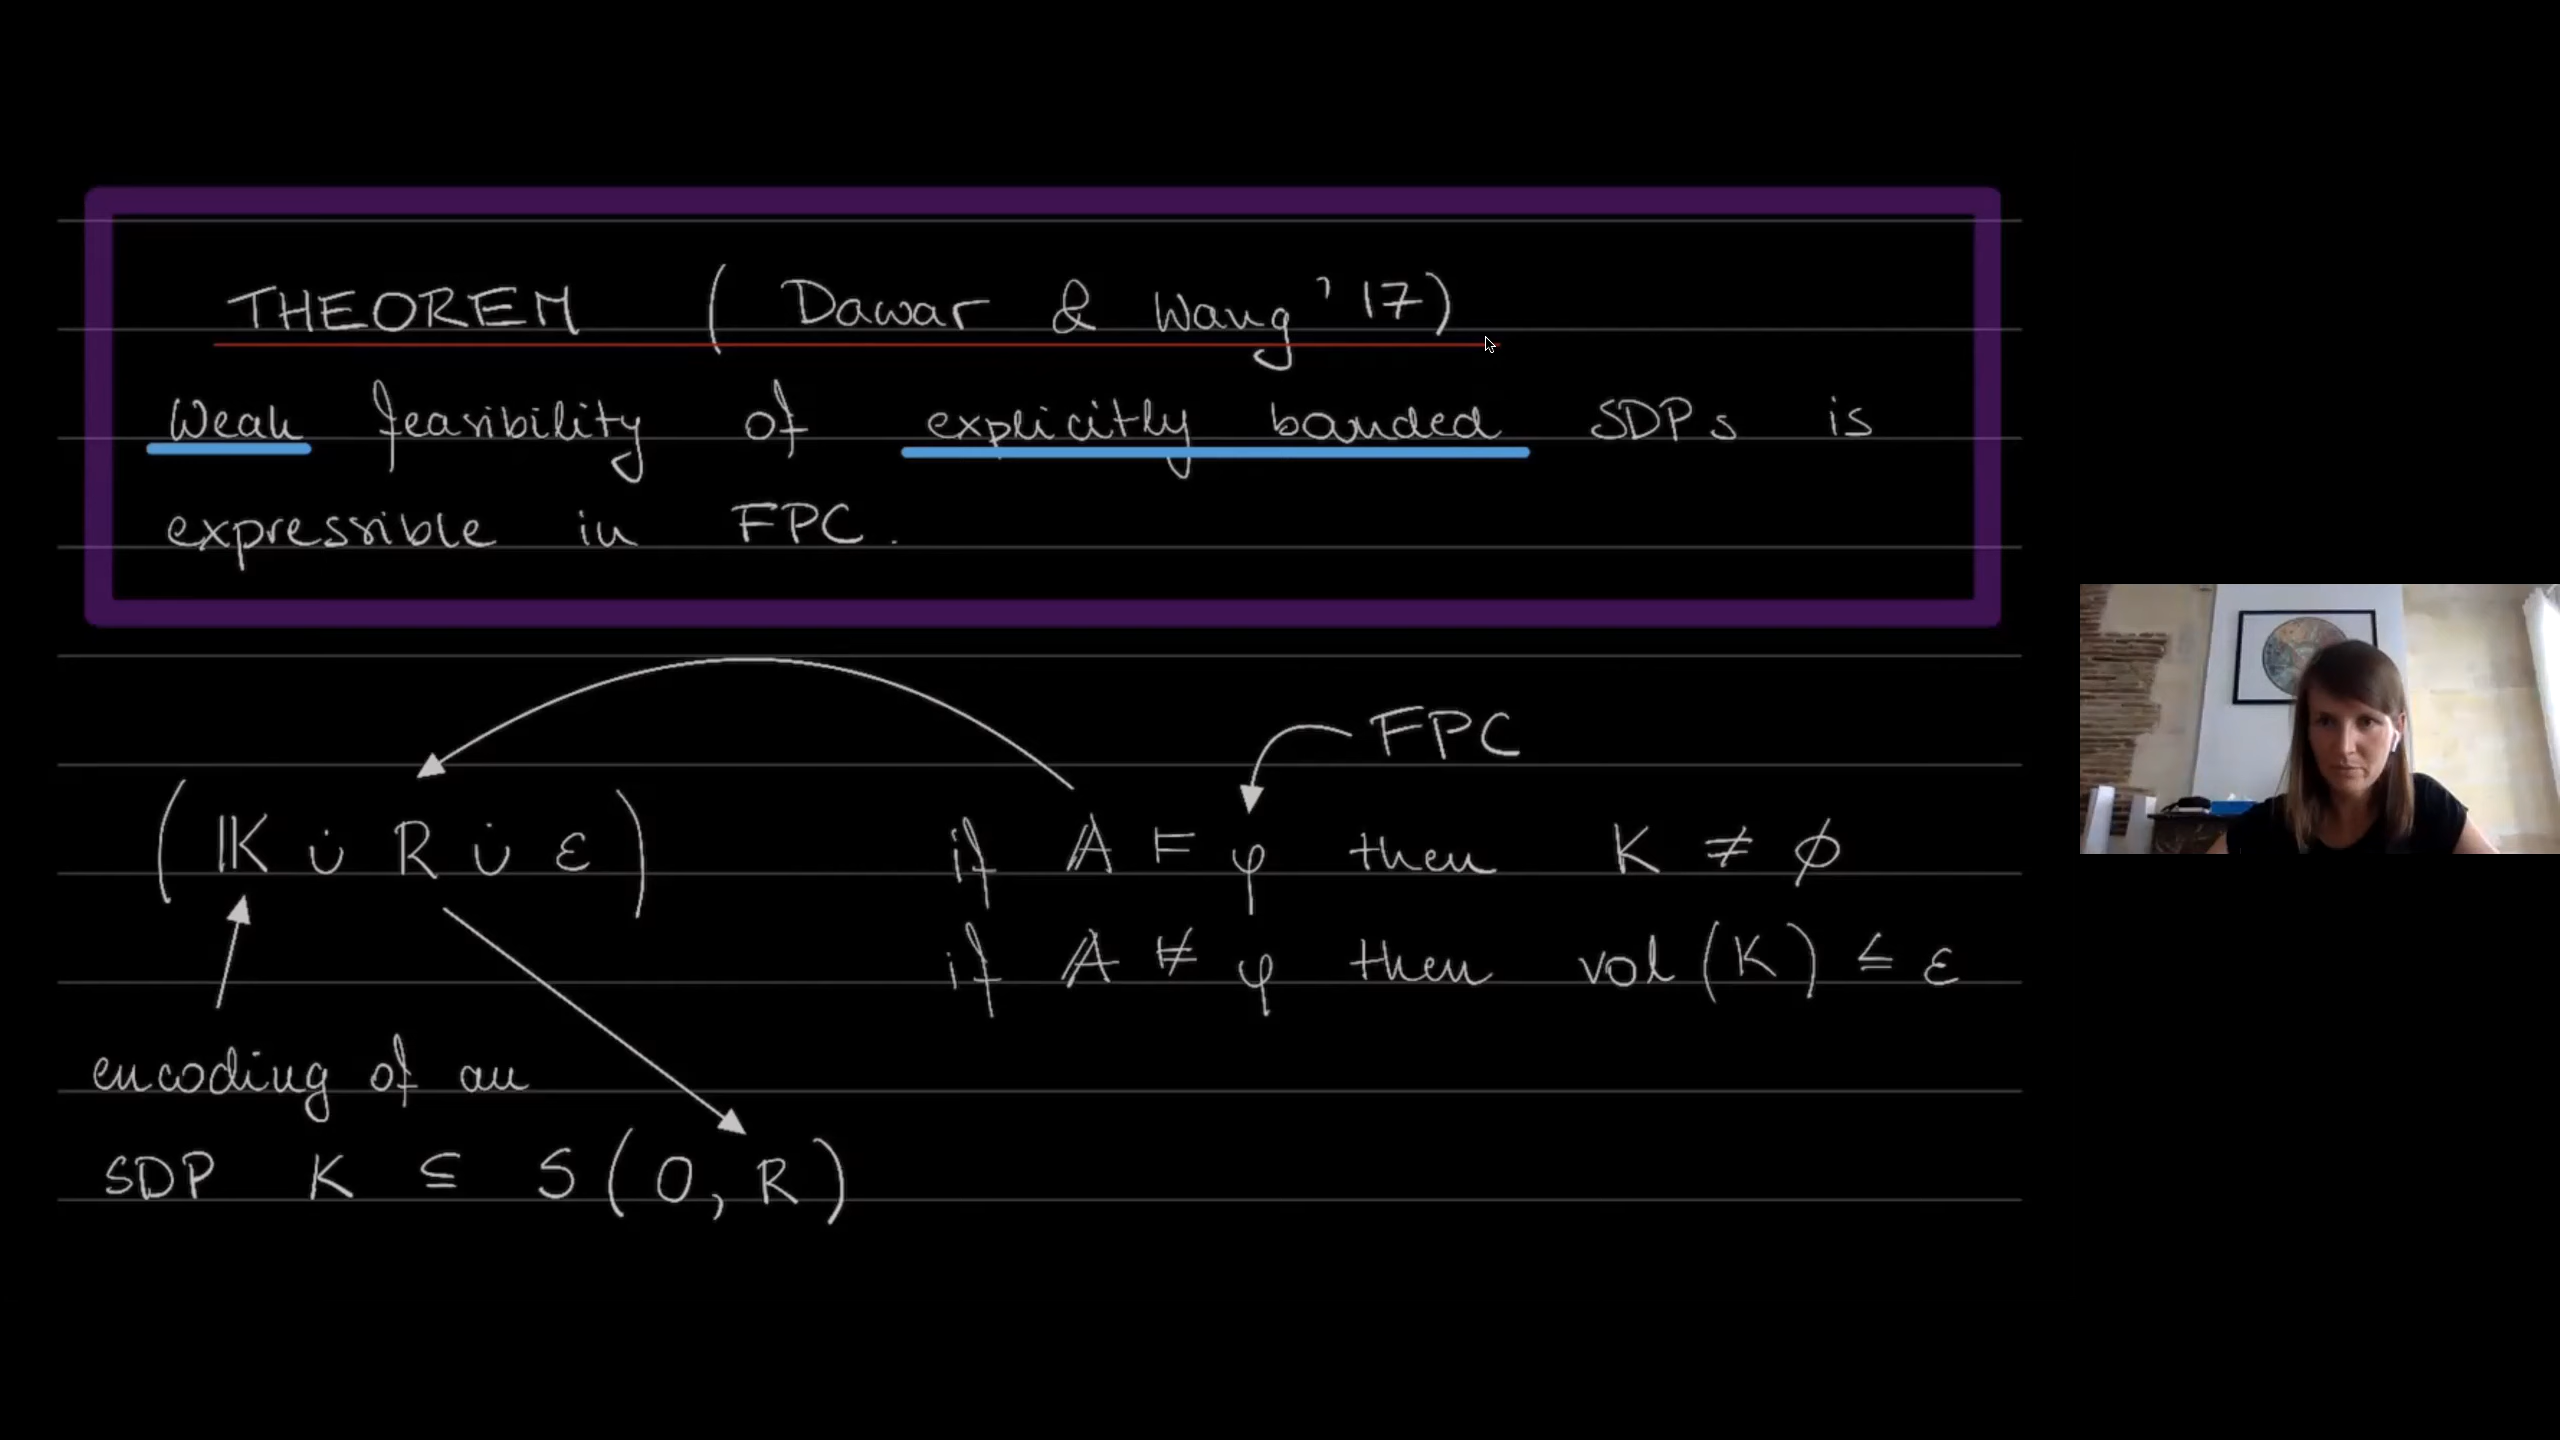 THEOREM ( Dawar & Wang '17)
Weak feasibility of explicitly bounded SDPs is
expressible in FPC.
FPC
(𝕂 ∪̇ R ∪̇ ε) if 𝔸 ⊨ φ then K ≠ ∅
if 𝔸 ⊭ φ then vol(K) ≤ ε
encoding of an
SDP K ⊆ S(0, R)